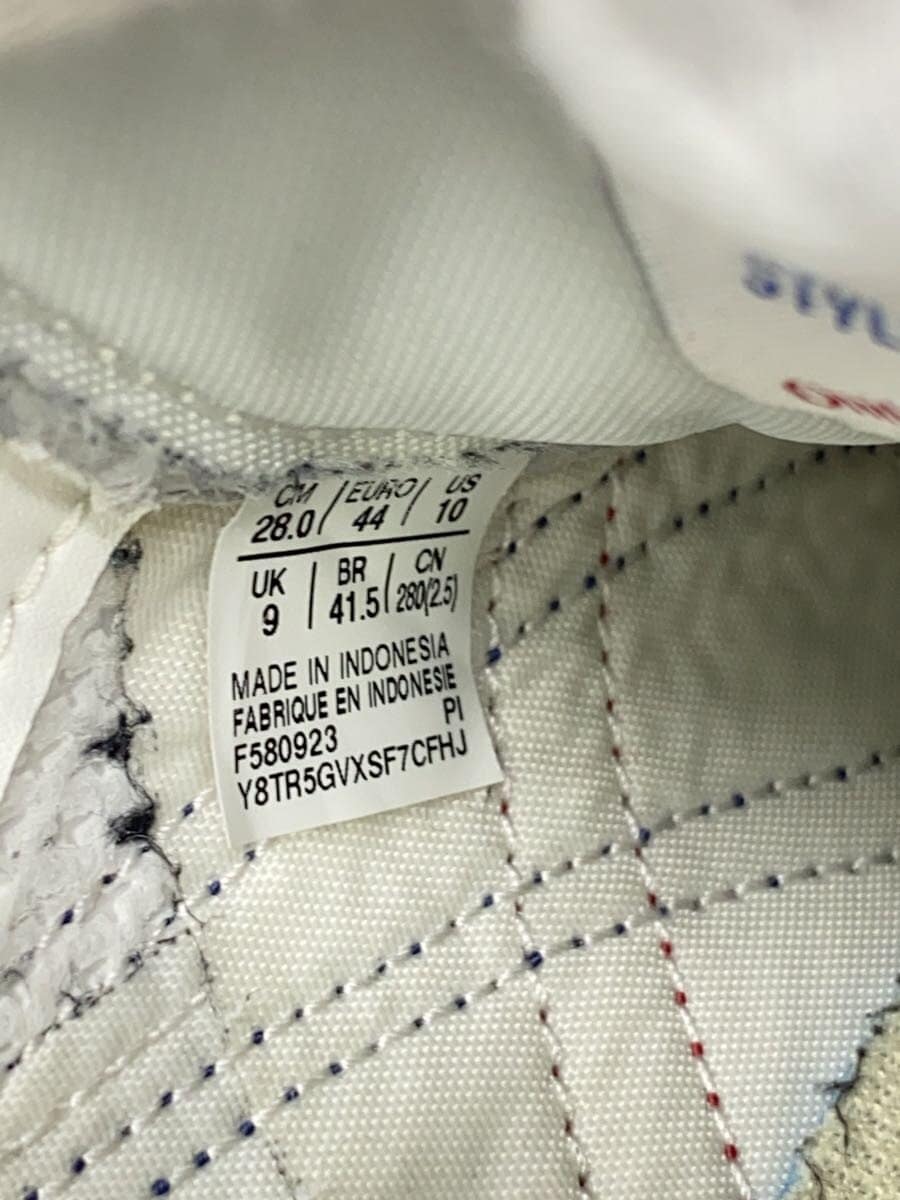 CM / EURO / US
28.0 / 44 / 10
UK | BR | CN
9 | 41.5 | 280(2.5)
MADE IN INDONESIA
FABRIQUE EN INDONESIE
F580923 PI
Y8TR5GVXSF7CFHJ